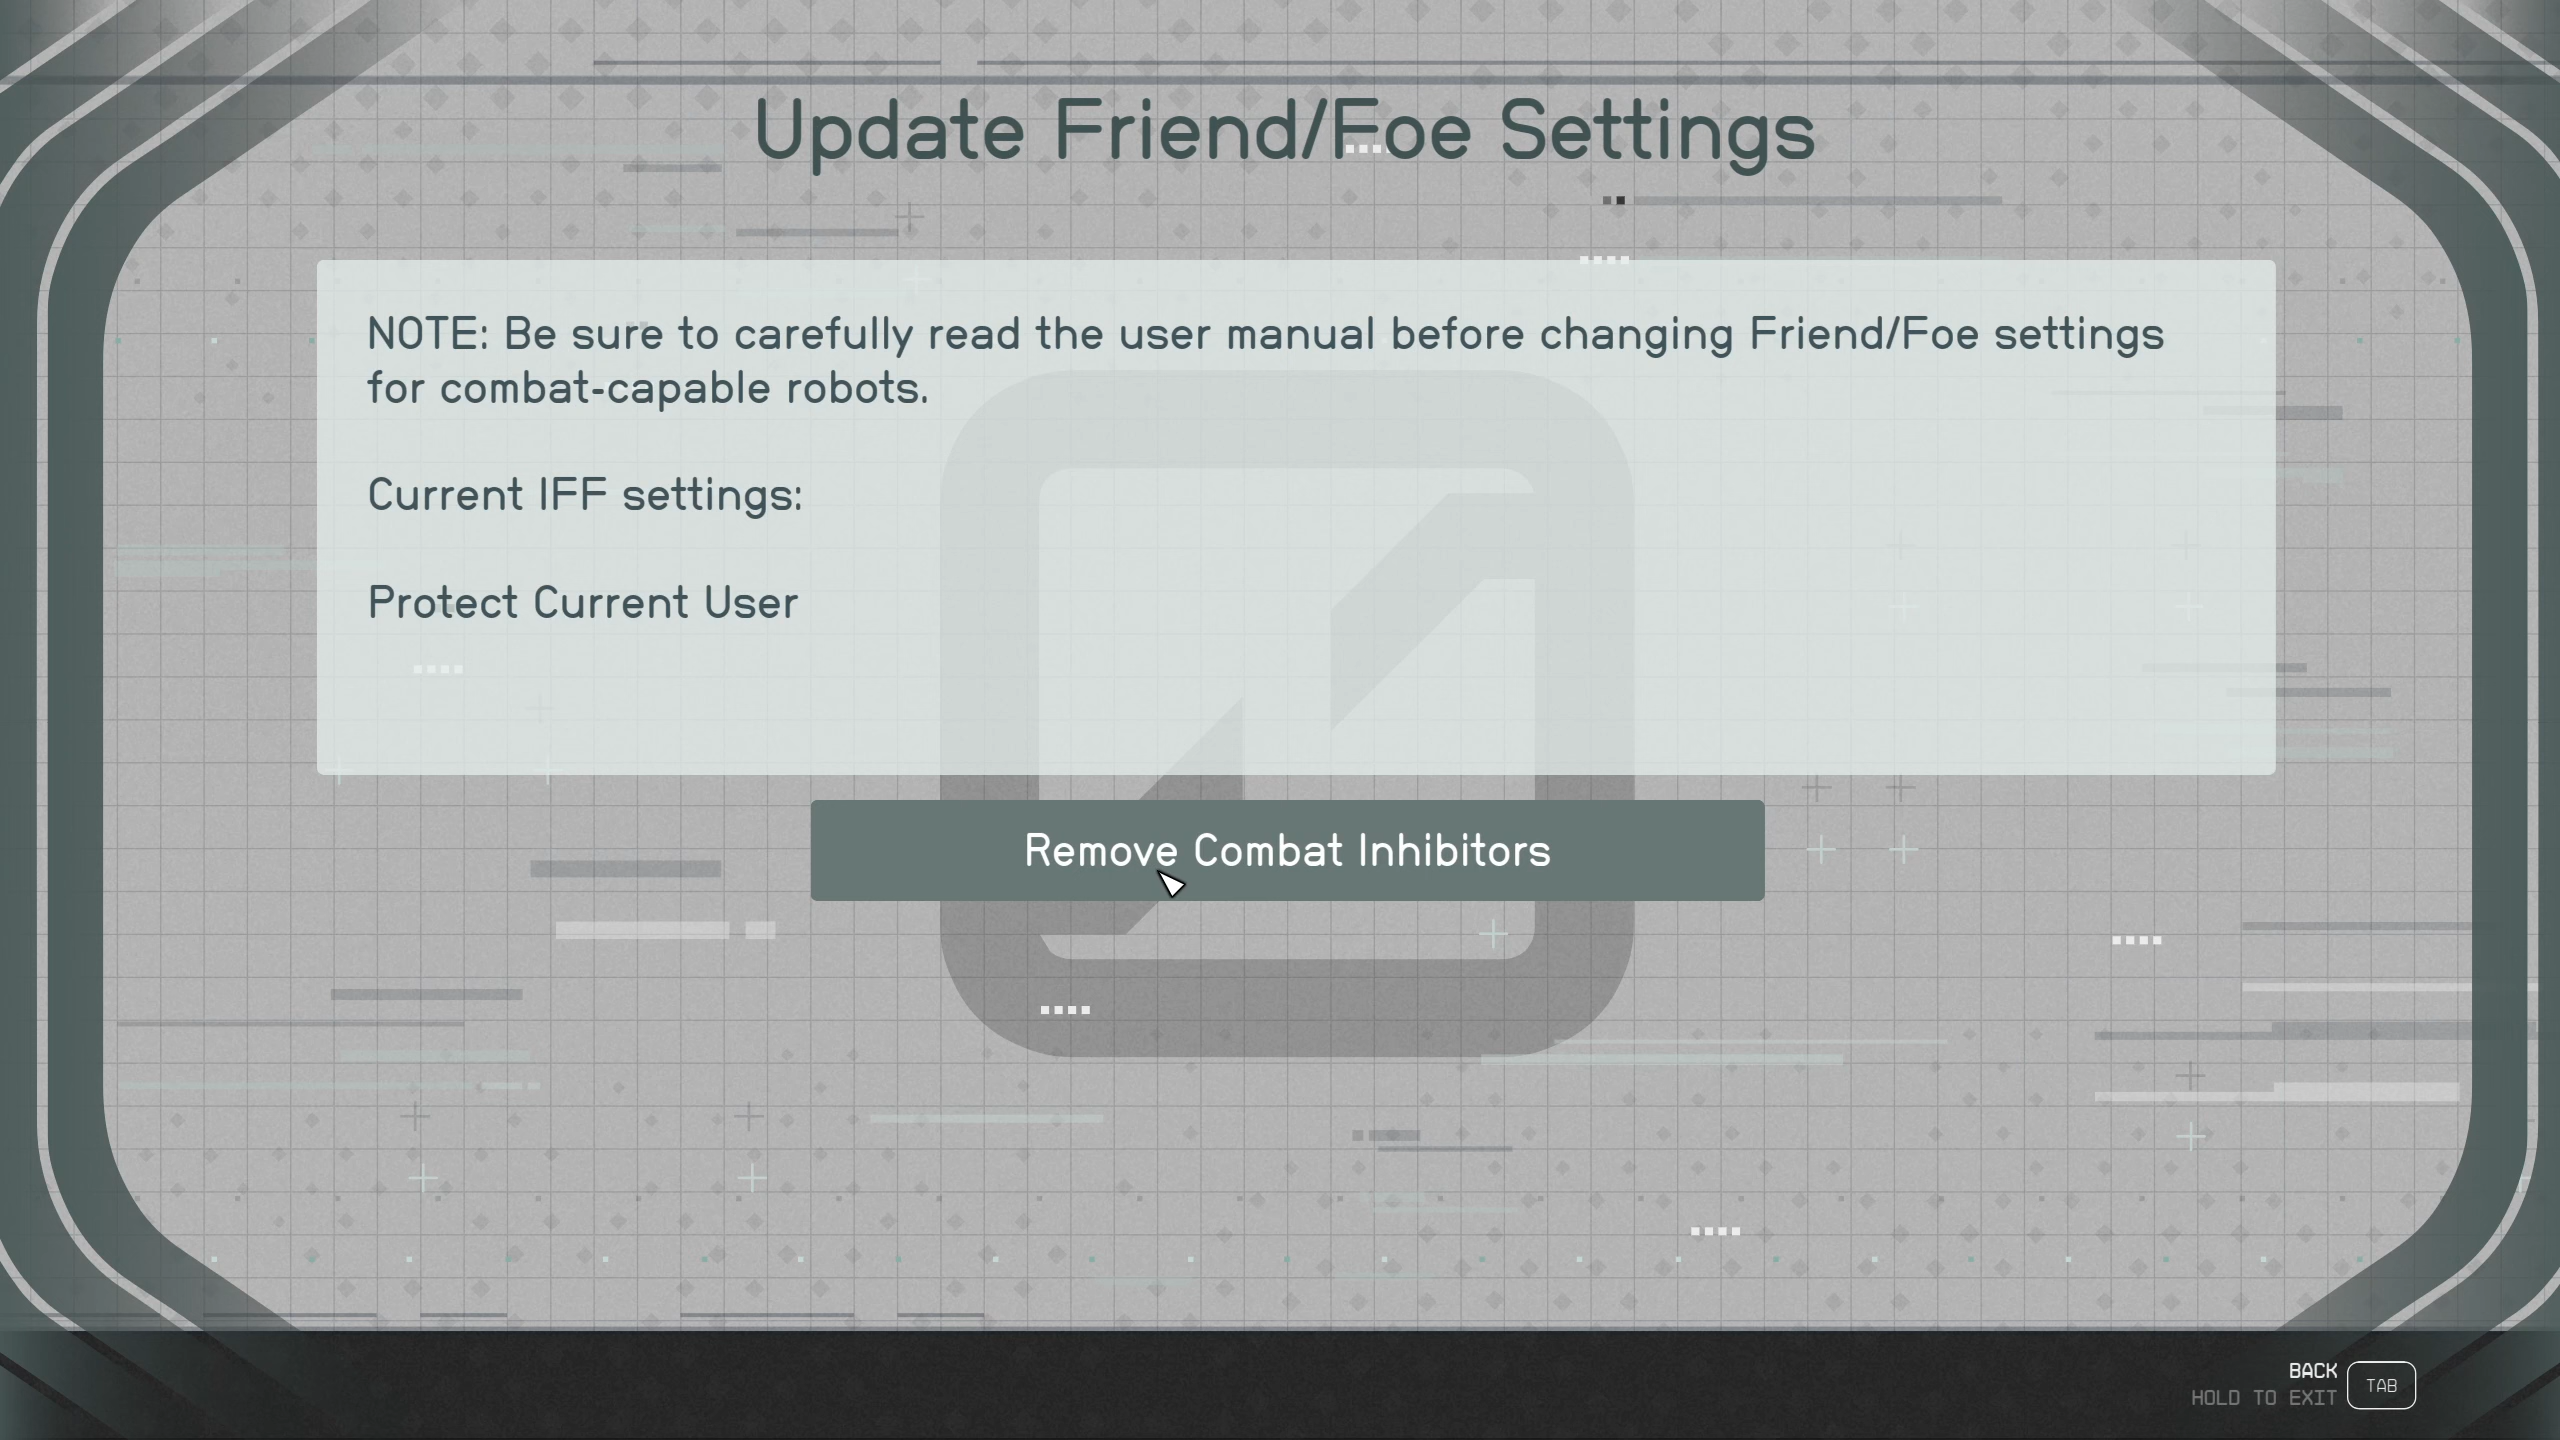 Update Friend/Foe Settings
NOTE: Be sure to carefully read the user manual before changing Friend/Foe settings
for combat-capable robots.
Current IFF settings:
Protect Current User
Remove Combat Inhibitors
BACK
HOLD TO EXIT
TAB